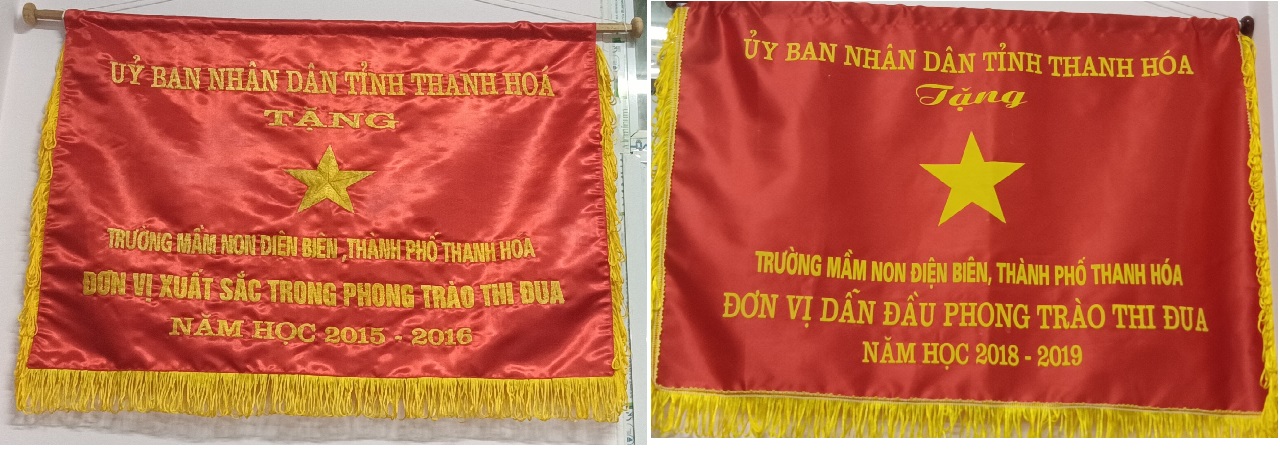 UỶ BAN NHÂN DÂN TỈNH THANH HOÁ
TẶNG
TRƯỜNG MẦM NON ĐIỆN BIÊN ,THÀNH PHỐ THANH HOÁ
ĐƠN VỊ XUẤT SẮC TRONG PHONG TRÀO THI ĐUA
NĂM HỌC 2015 - 2016
ỦY BAN NHÂN DÂN TỈNH THANH HÓA
Tặng
TRƯỜNG MẦM NON ĐIỆN BIÊN, THÀNH PHỐ THANH HÓA
ĐƠN VỊ DẪN ĐẦU PHONG TRÀO THI ĐUA
NĂM HỌC 2018 - 2019